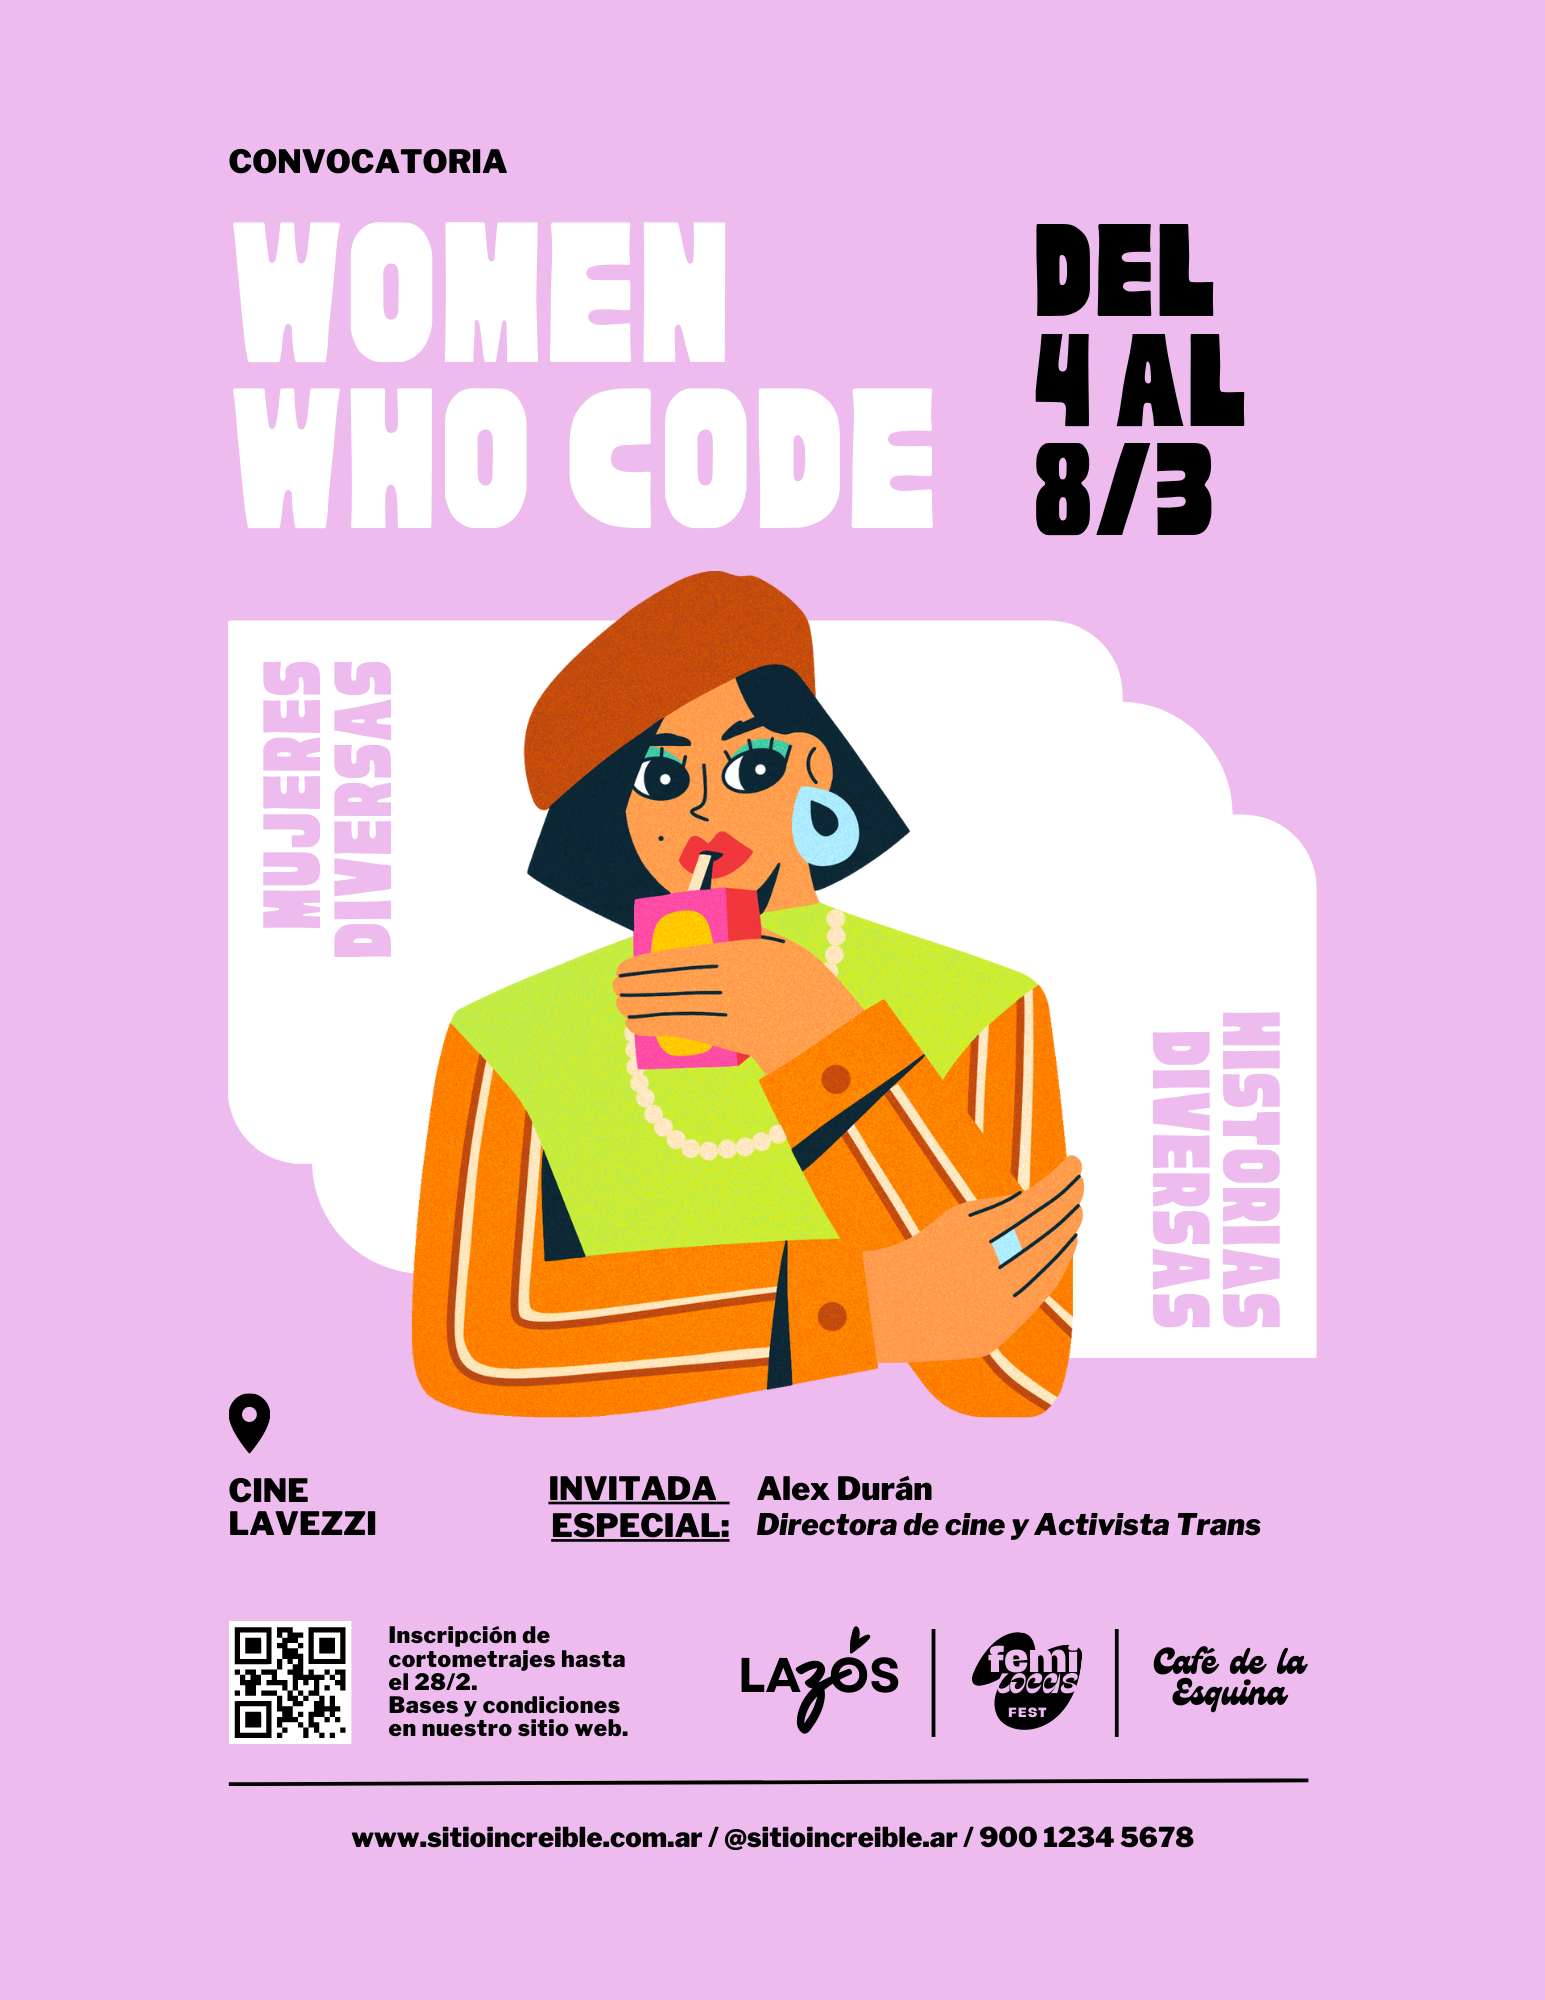 CONVOCATORIA
WOMEN
WHO CODE
DEL
4 AL
8/3
MUJERES
DIVERSAS
HISTORIAS
DIVERSAS
CINE
LAVEZZI
INVITADA
ESPECIAL:
Alex Durán
Directora de cine y Activista Trans
Inscripción de
cortometrajes hasta
el 28/2.
Bases y condiciones
en nuestro sitio web.
LAzÓS
femi
FEST
Café de la
Esquina
www.sitioincreible.com.ar / @sitioincreible.ar / 900 1234 5678